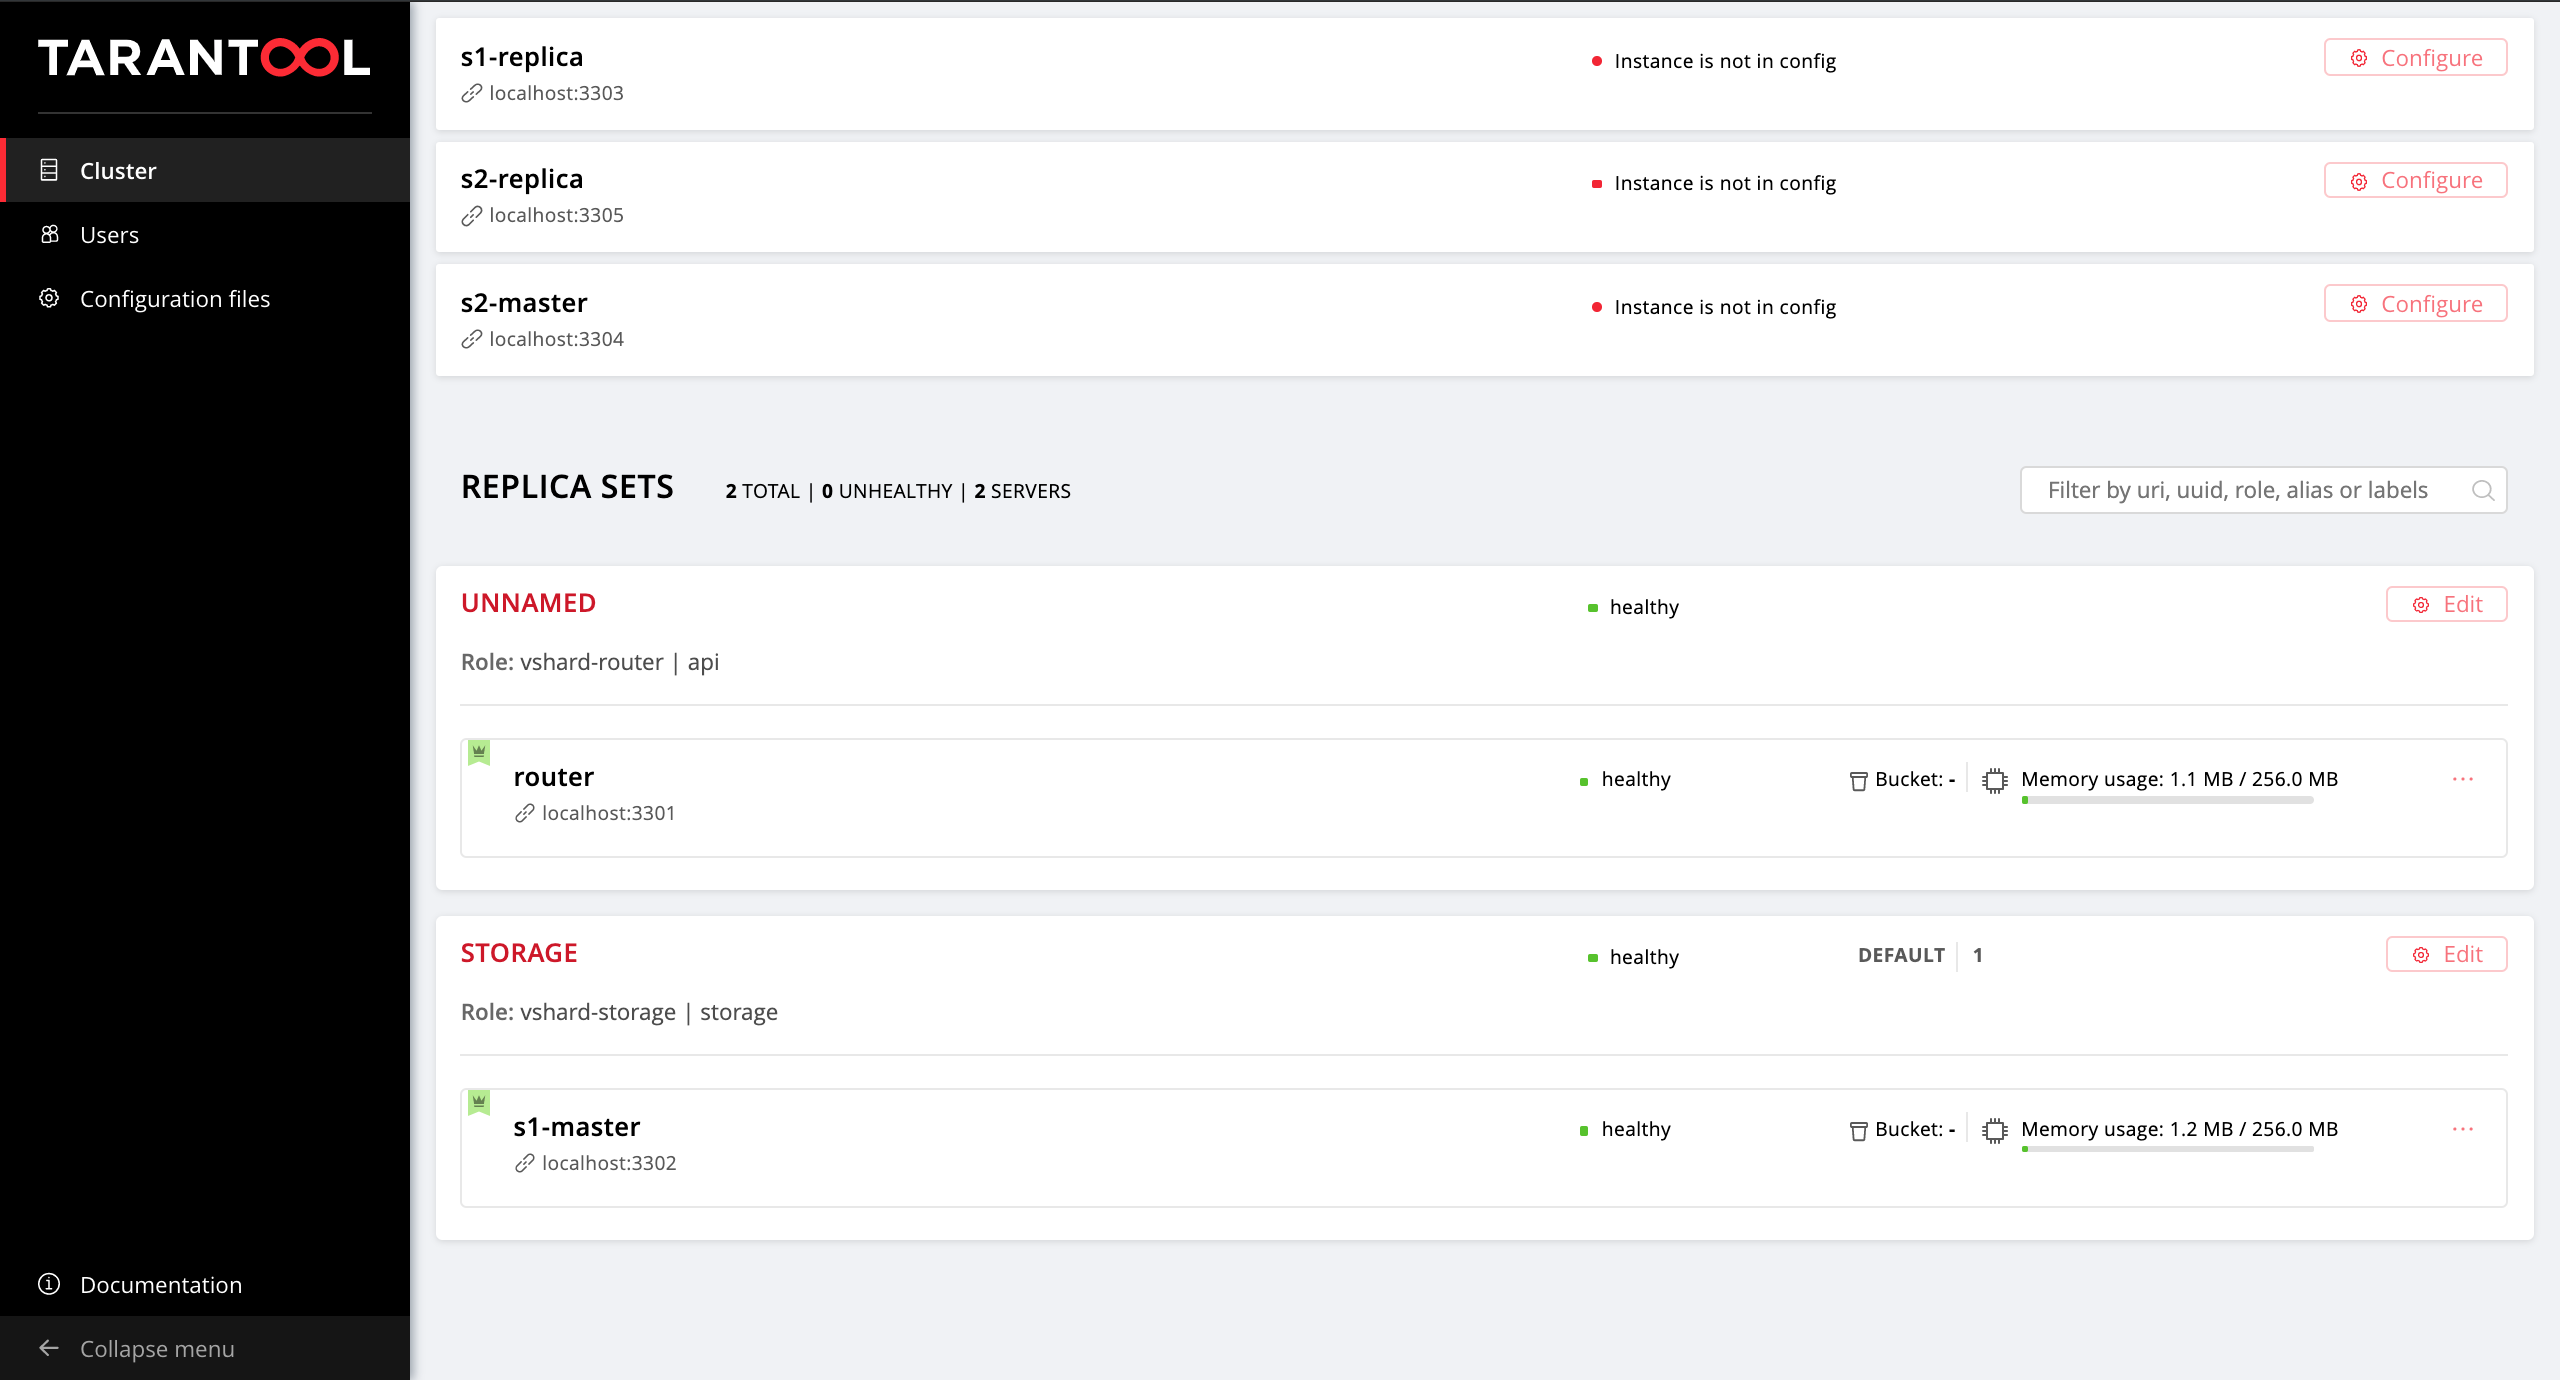 TARANTOOL
Cluster
Users
Configuration files
Documentation
Collapse menu
s1-replica
localhost:3303
Instance is not in config
Configure
s2-replica
localhost:3305
Instance is not in config
Configure
s2-master
localhost:3304
Instance is not in config
Configure
REPLICA SETS
2 TOTAL | 0 UNHEALTHY | 2 SERVERS
Filter by uri, uuid, role, alias or labels
UNNAMED
healthy
Edit
Role: vshard-router | api
router
localhost:3301
healthy
Bucket: -
Memory usage: 1.1 MB / 256.0 MB
STORAGE
healthy
DEFAULT | 1
Edit
Role: vshard-storage | storage
s1-master
localhost:3302
healthy
Bucket: -
Memory usage: 1.2 MB / 256.0 MB